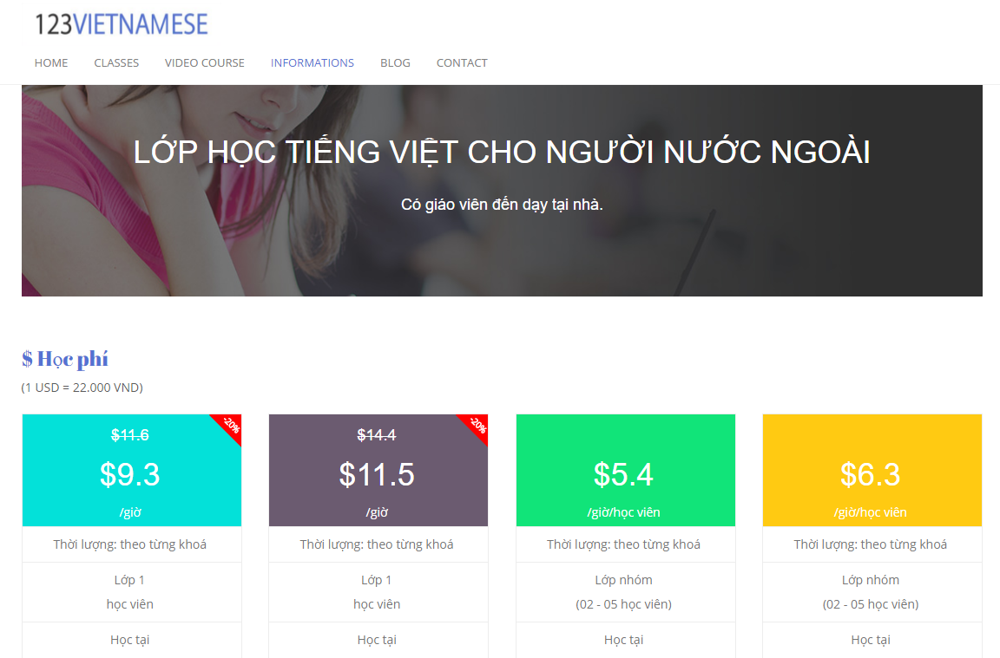 123VIETNAMESE
HOME CLASSES VIDEO COURSE INFORMATIONS BLOG CONTACT
LỚP HỌC TIẾNG VIỆT CHO NGƯỜI NƯỚC NGOÀI
Có giáo viên đến dạy tại nhà.
$ Học phí
(1 USD = 22.000 VND)
-20%
$11.6
$9.3
/giờ
Thời lượng: theo từng khoá
Lớp 1
học viên
Học tại
-20%
$14.4
$11.5
/giờ
Thời lượng: theo từng khoá
Lớp 1
học viên
Học tại
$5.4
/giờ/học viên
Thời lượng: theo từng khoá
Lớp nhóm
(02 - 05 học viên)
Học tại
$6.3
/giờ/học viên
Thời lượng: theo từng khoá
Lớp nhóm
(02 - 05 học viên)
Học tại